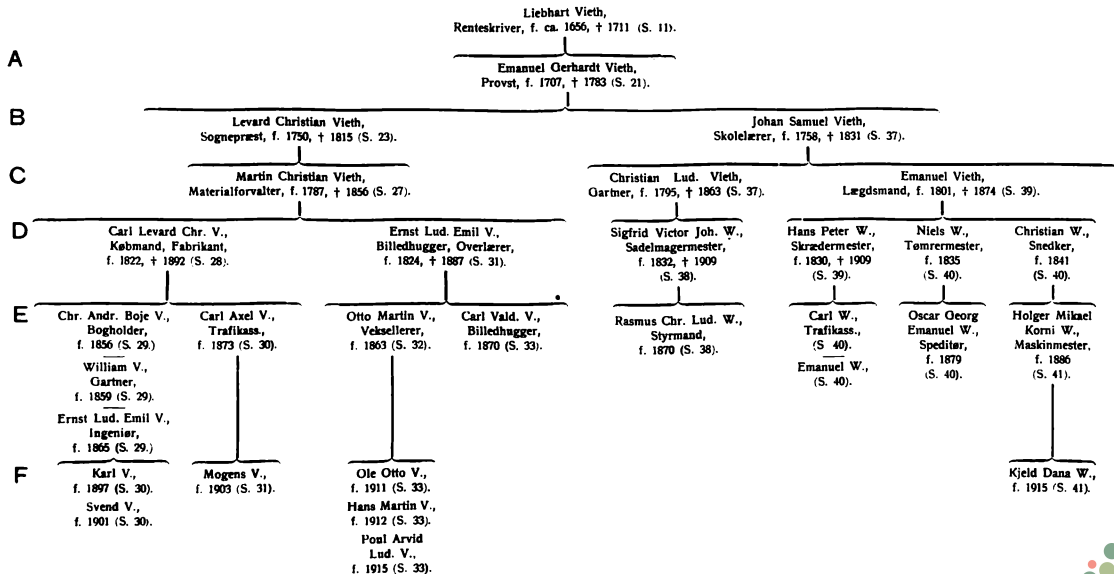 Liebhart Vieth,
Renteskriver, f. ca. 1656, † 1711 (S. 11).
A
Emanuel Gerhardt Vieth,
Provst, f. 1707, † 1783 (S. 21).
B
Levard Christian Vieth,
Sognepræst, f. 1750, † 1815 (S. 23).
Johan Samuel Vieth,
Skolelærer, f. 1758, † 1831 (S. 37).
C
Martin Christian Vieth,
Materialforvalter, f. 1787, † 1856 (S. 27).
Christian Lud. Vieth,
Gartner, f. 1795, † 1863 (S. 37).
Emanuel Vieth,
Lægdsmand, f. 1801, † 1874 (S. 39).
D
Carl Levard Chr. V.,
Købmand, Fabrikant,
f. 1822, † 1892 (S. 28).
Ernst Lud. Emil V.,
Billedhugger, Overlærer,
f. 1824, † 1887 (S. 31).
Sigfrid Victor Joh. W.,
Sadelmagermester,
f. 1832, † 1909
(S. 38).
Hans Peter W.,
Skrædermester,
f. 1830, † 1909
(S. 39).
Niels W.,
Tømrermester,
f. 1835
(S. 40).
Christian W.,
Snedker,
f. 1841
(S. 40).
E
Chr. Andr. Boje V.,
Bogholder,
f. 1856 (S. 29.)
William V.,
Gartner,
f. 1859 (S. 29).
Ernst Lud. Emil V.,
Ingeniør,
f. 1865 (S. 29.)
Carl Axel V.,
Trafikass.,
f. 1873 (S. 30).
Otto Martin V.,
Vekselerer,
f. 1863 (S. 32).
Carl Vald. V.,
Billedhugger,
f. 1870 (S. 33).
Rasmus Chr. Lud. W.,
Styrmand,
f. 1870 (S. 38).
Carl W.,
Trafikass.,
(S. 40).
Emanuel W.,
(S. 40).
Oscar Georg
Emanuel W.,
Speditør,
f. 1879
(S. 40).
Holger Mikael
Korni W.,
Maskinmester,
f. 1886
(S. 41).
F
Karl V.,
f. 1897 (S. 30).
Svend V.,
f. 1901 (S. 30).
Mogens V.,
f. 1903 (S. 31).
Ole Otto V.,
f. 1911 (S. 33).
Hans Martin V.,
f. 1912 (S. 33).
Poul Arvid
Lud. V.,
f. 1915 (S. 33).
Kjeld Dana W.,
f. 1915 (S. 41).